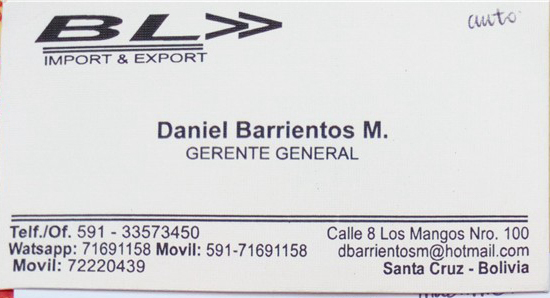 BL
auto
IMPORT & EXPORT
Daniel Barrientos M.
GERENTE GENERAL
Telf./Of. 591 - 33573450
Watsapp: 71691158 Movil: 591-71691158
Movil: 72220439
Calle 8 Los Mangos Nro. 100
dbarrientosm@hotmail.com
Santa Cruz - Bolivia